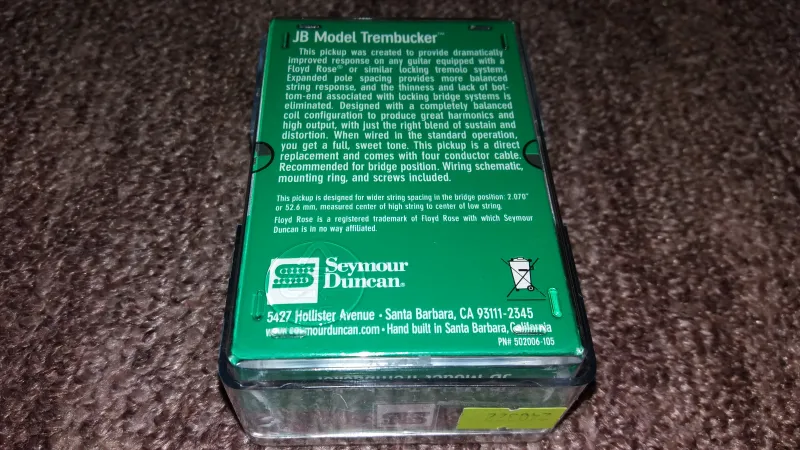 JB Model Trembucker™
This pickup was created to provide dramatically
improved response on any guitar equipped with a
Floyd Rose® or similar locking tremolo system.
Expanded pole spacing provides more balanced
string response, and the thinness and lack of bot-
tom-end associated with locking bridge systems is
eliminated. Designed with a completely balanced
coil configuration to produce great harmonics and
high output, with just the right blend of sustain and
distortion. When wired in the standard operation,
you get a full, sweet tone. This pickup is a direct
replacement and comes with four conductor cable.
Recommended for bridge position. Wiring schematic,
mounting ring, and screws included.
This pickup is designed for wider string spacing in the bridge position: 2.070"
or 52.6 mm, measured center of high string to center of low string.
Floyd Rose is a registered trademark of Floyd Rose with which Seymour
Duncan is in no way affiliated.
Seymour
Duncan®
5427 Hollister Avenue • Santa Barbara, CA 93111-2345
www.seymourduncan.com • Hand built in Santa Barbara, California
PN# 502006-105
JB Model Trembucker